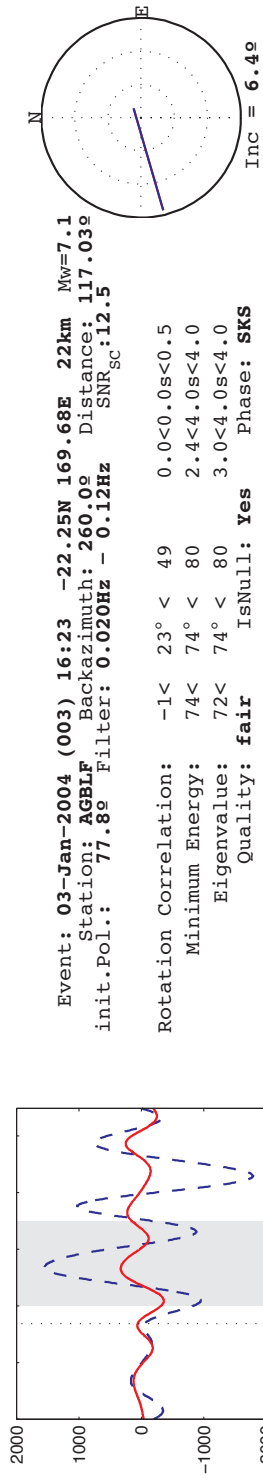 Event: 03-Jan-2004 (003) 16:23 -22.25N 169.68E 22km Mw=7.1
Station: AGBLF Backazimuth: 260.0º Distance: 117.03º
init.Pol.: 77.8º Filter: 0.020Hz - 0.12Hz SNRSC:12.5
Rotation Correlation: -1< 23° < 49 0.0<0.0s<0.5
Minimum Energy: 74< 74° < 80 2.4<4.0s<4.0
Eigenvalue: 72< 74° < 80 3.0<4.0s<4.0
Quality: fair IsNull: Yes Phase: SKS
N
E
Inc = 6.4º
2000
1000
0
-1000